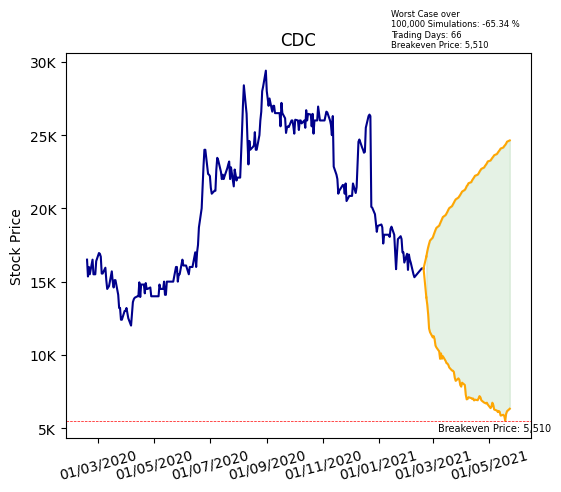 Worst Case over
100,000 Simulations: -65.34 %
Trading Days: 66
Breakeven Price: 5,510
CDC
Stock Price
30K
25K
20K
15K
10K
5K
Breakeven Price: 5,510
01/03/2020
01/05/2020
01/07/2020
01/09/2020
01/11/2020
01/01/2021
01/03/2021
01/05/2021